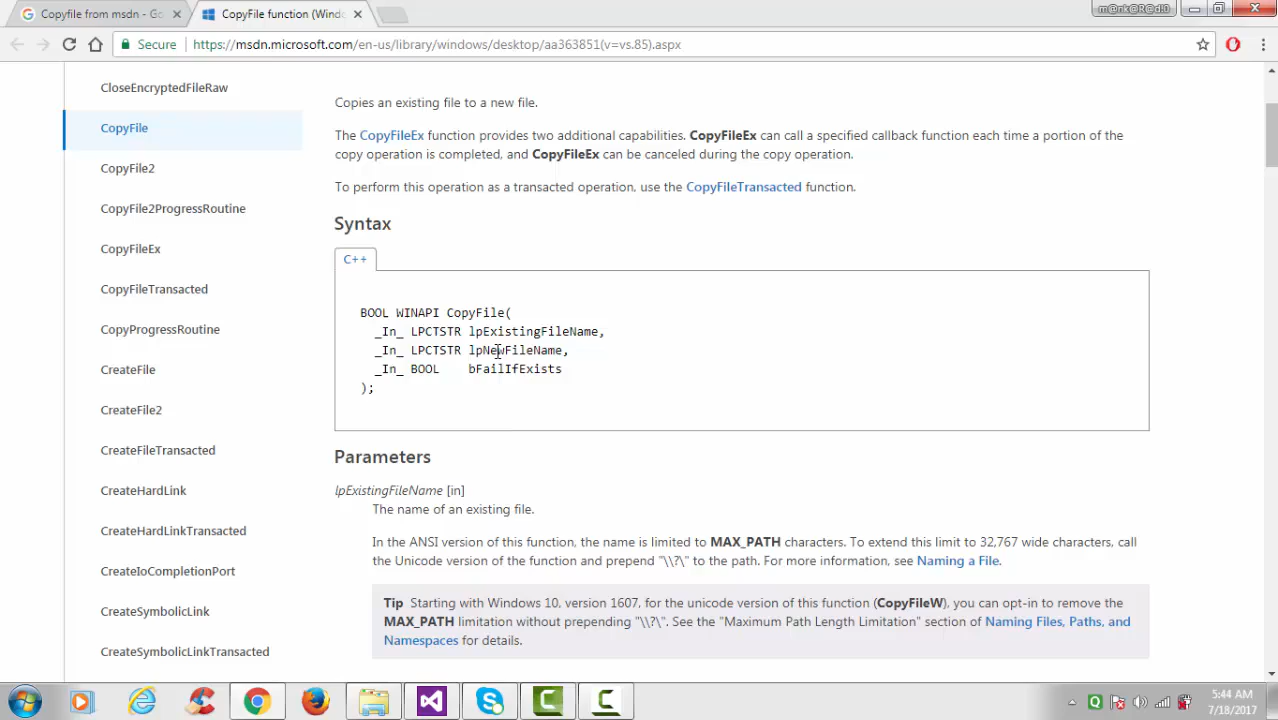 Copyfile from msdn - Go
CopyFile function (Windo
m@nk@R@di0
Secure
https://msdn.microsoft.com/en-us/library/windows/desktop/aa363851(v=vs.85).aspx
CloseEncryptedFileRaw
CopyFile
CopyFile2
CopyFile2ProgressRoutine
CopyFileEx
CopyFileTransacted
CopyProgressRoutine
CreateFile
CreateFile2
CreateFileTransacted
CreateHardLink
CreateHardLinkTransacted
CreateIoCompletionPort
CreateSymbolicLink
CreateSymbolicLinkTransacted
Copies an existing file to a new file.
The CopyFileEx function provides two additional capabilities. CopyFileEx can call a specified callback function each time a portion of the
copy operation is completed, and CopyFileEx can be canceled during the copy operation.
To perform this operation as a transacted operation, use the CopyFileTransacted function.
Syntax
C++
BOOL WINAPI CopyFile(
_In_ LPCTSTR lpExistingFileName,
_In_ LPCTSTR lpNewFileName,
_In_ BOOL bFailIfExists
);
Parameters
lpExistingFileName [in]
The name of an existing file.
In the ANSI version of this function, the name is limited to MAX_PATH characters. To extend this limit to 32,767 wide characters, call
the Unicode version of the function and prepend "\\?\" to the path. For more information, see Naming a File.
Tip Starting with Windows 10, version 1607, for the unicode version of this function (CopyFileW), you can opt-in to remove the
MAX_PATH limitation without prepending "\\?\". See the "Maximum Path Length Limitation" section of Naming Files, Paths, and
Namespaces for details.
5:44 AM
7/18/2017